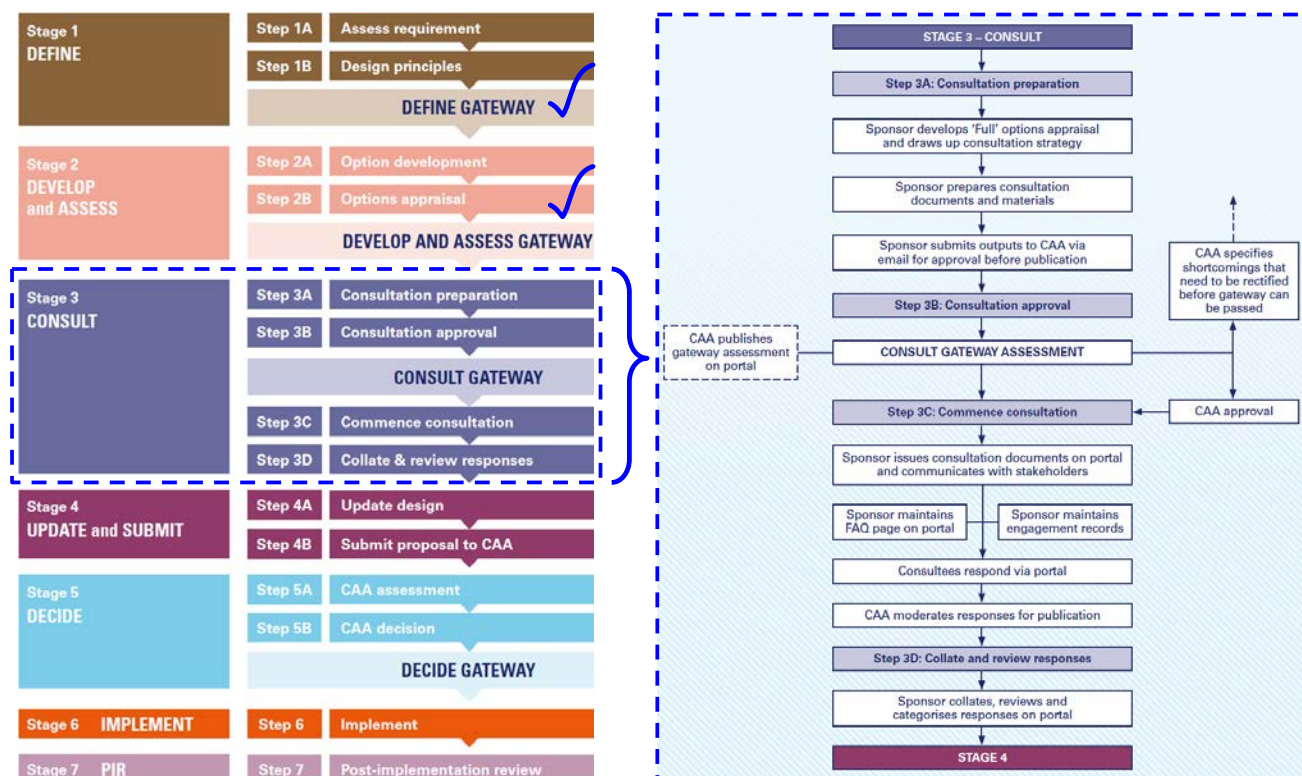 Stage 1
DEFINE
Step 1A
Assess requirement
Step 1B
Design principles
DEFINE GATEWAY
Stage 2
DEVELOP
and ASSESS
Step 2A
Option development
Step 2B
Options appraisal
DEVELOP AND ASSESS GATEWAY
Stage 3
CONSULT
Step 3A
Consultation preparation
Step 3B
Consultation approval
CONSULT GATEWAY
Step 3C
Commence consultation
Step 3D
Collate & review responses
Stage 4
UPDATE and SUBMIT
Step 4A
Update design
Step 4B
Submit proposal to CAA
Stage 5
DECIDE
Step 5A
CAA assessment
Step 5B
CAA decision
DECIDE GATEWAY
Stage 6 IMPLEMENT
Step 6
Implement
Stage 7 PIR
Step 7
Post-implementation review
STAGE 3 – CONSULT
Step 3A: Consultation preparation
Sponsor develops 'Full' options appraisal
and draws up consultation strategy
Sponsor prepares consultation
documents and materials
Sponsor submits outputs to CAA via
email for approval before publication
CAA specifies
shortcomings that
need to be rectified
before gateway can
be passed
Step 3B: Consultation approval
CAA publishes
gateway assessment
on portal
CONSULT GATEWAY ASSESSMENT
Step 3C: Commence consultation
CAA approval
Sponsor issues consultation documents on portal
and communicates with stakeholders
Sponsor maintains
FAQ page on portal
Sponsor maintains
engagement records
Consultees respond via portal
CAA moderates responses for publication
Step 3D: Collate and review responses
Sponsor collates, reviews and
categorises responses on portal
STAGE 4